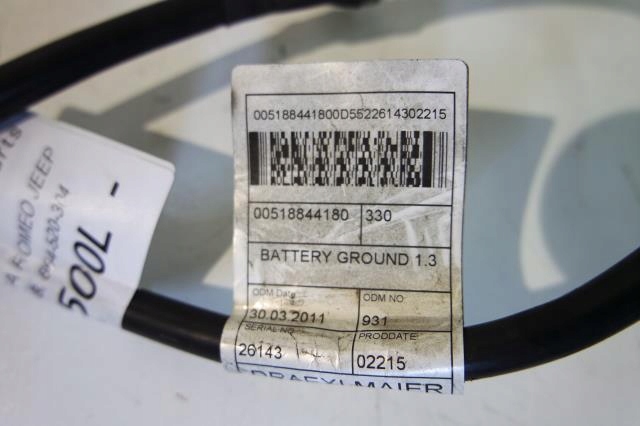 005188441800D5522614302215
00518844180 330
BATTERY GROUND 1.3
ODM Date ODM NO
30.03.2011 931
SERIAL NO PRODDATE
26143 02215
DRAEXLMAIER
ROMEO JEEP
500L -